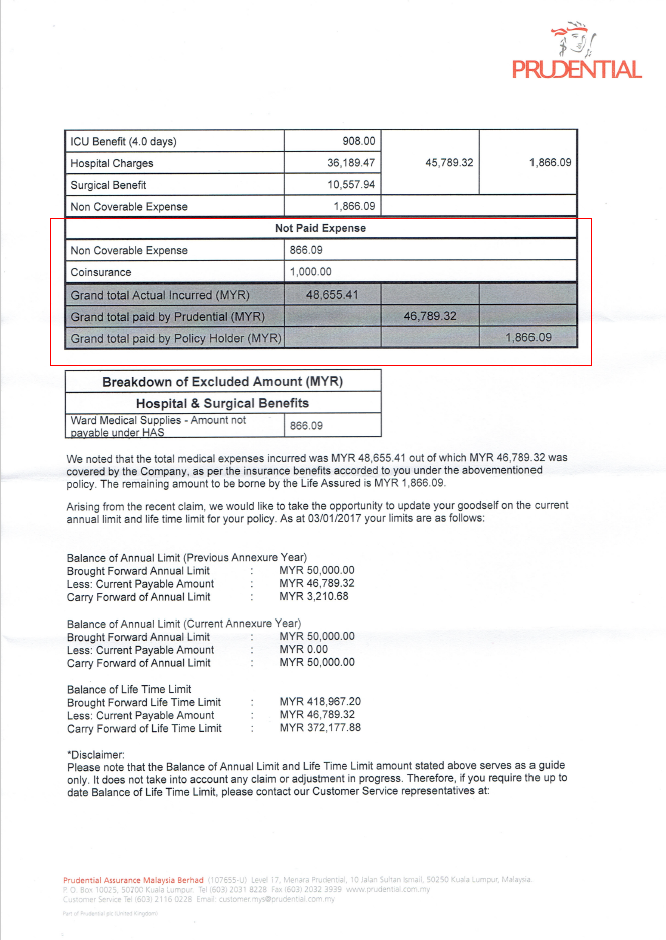 PRUDENTIAL
ICU Benefit (4.0 days) 908.00
Hospital Charges 36,189.47 45,789.32 1,866.09
Surgical Benefit 10,557.94
Non Coverable Expense 1,866.09
Not Paid Expense
Non Coverable Expense 866.09
Coinsurance 1,000.00
Grand total Actual Incurred (MYR) 48,655.41
Grand total paid by Prudential (MYR) 46,789.32
Grand total paid by Policy Holder (MYR) 1,866.09
Breakdown of Excluded Amount (MYR)
Hospital & Surgical Benefits
Ward Medical Supplies - Amount not
payable under HAS 866.09
We noted that the total medical expenses incurred was MYR 48,655.41 out of which MYR 46,789.32 was
covered by the Company, as per the insurance benefits accorded to you under the abovementioned
policy. The remaining amount to be borne by the Life Assured is MYR 1,866.09.
Arising from the recent claim, we would like to take the opportunity to update your goodself on the current
annual limit and life time limit for your policy. As at 03/01/2017 your limits are as follows:
Balance of Annual Limit (Previous Annexure Year)
Brought Forward Annual Limit : MYR 50,000.00
Less: Current Payable Amount : MYR 46,789.32
Carry Forward of Annual Limit : MYR 3,210.68
Balance of Annual Limit (Current Annexure Year)
Brought Forward Annual Limit : MYR 50,000.00
Less: Current Payable Amount : MYR 0.00
Carry Forward of Annual Limit : MYR 50,000.00
Balance of Life Time Limit
Brought Forward Life Time Limit : MYR 418,967.20
Less: Current Payable Amount : MYR 46,789.32
Carry Forward of Life Time Limit : MYR 372,177.88
*Disclaimer:
Please note that the Balance of Annual Limit and Life Time Limit amount stated above serves as a guide
only. It does not take into account any claim or adjustment in progress. Therefore, if you require the up to
date Balance of Life Time Limit, please contact our Customer Service representatives at:
Prudential Assurance Malaysia Berhad (107655-U) Level 17, Menara Prudential, 10 Jalan Sultan Ismail, 50250 Kuala Lumpur, Malaysia.
P. O. Box 10025, 50700 Kuala Lumpur. Tel (603) 2031 8228 Fax (603) 2032 3939 www.prudential.com.my
Customer Service Tel (603) 2116 0228 Email: customer.mys@prudential.com.my
Part of Prudential plc (United Kingdom)